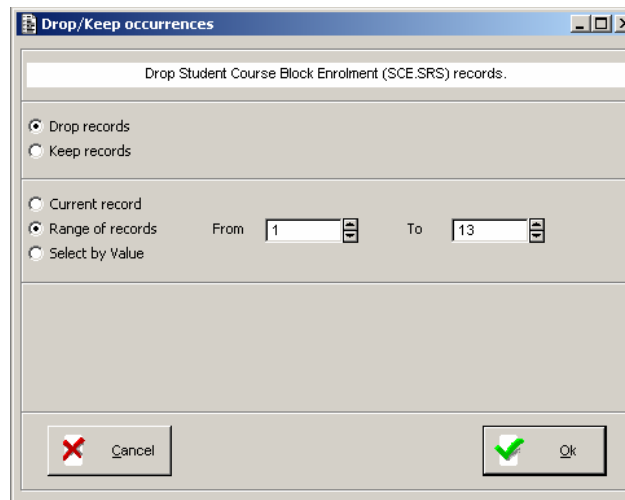 Drop/Keep occurrences
Drop Student Course Block Enrolment (SCE.SRS) records.
Drop records
Keep records
Current record
Range of records From 1 To 13
Select by Value
Cancel Ok